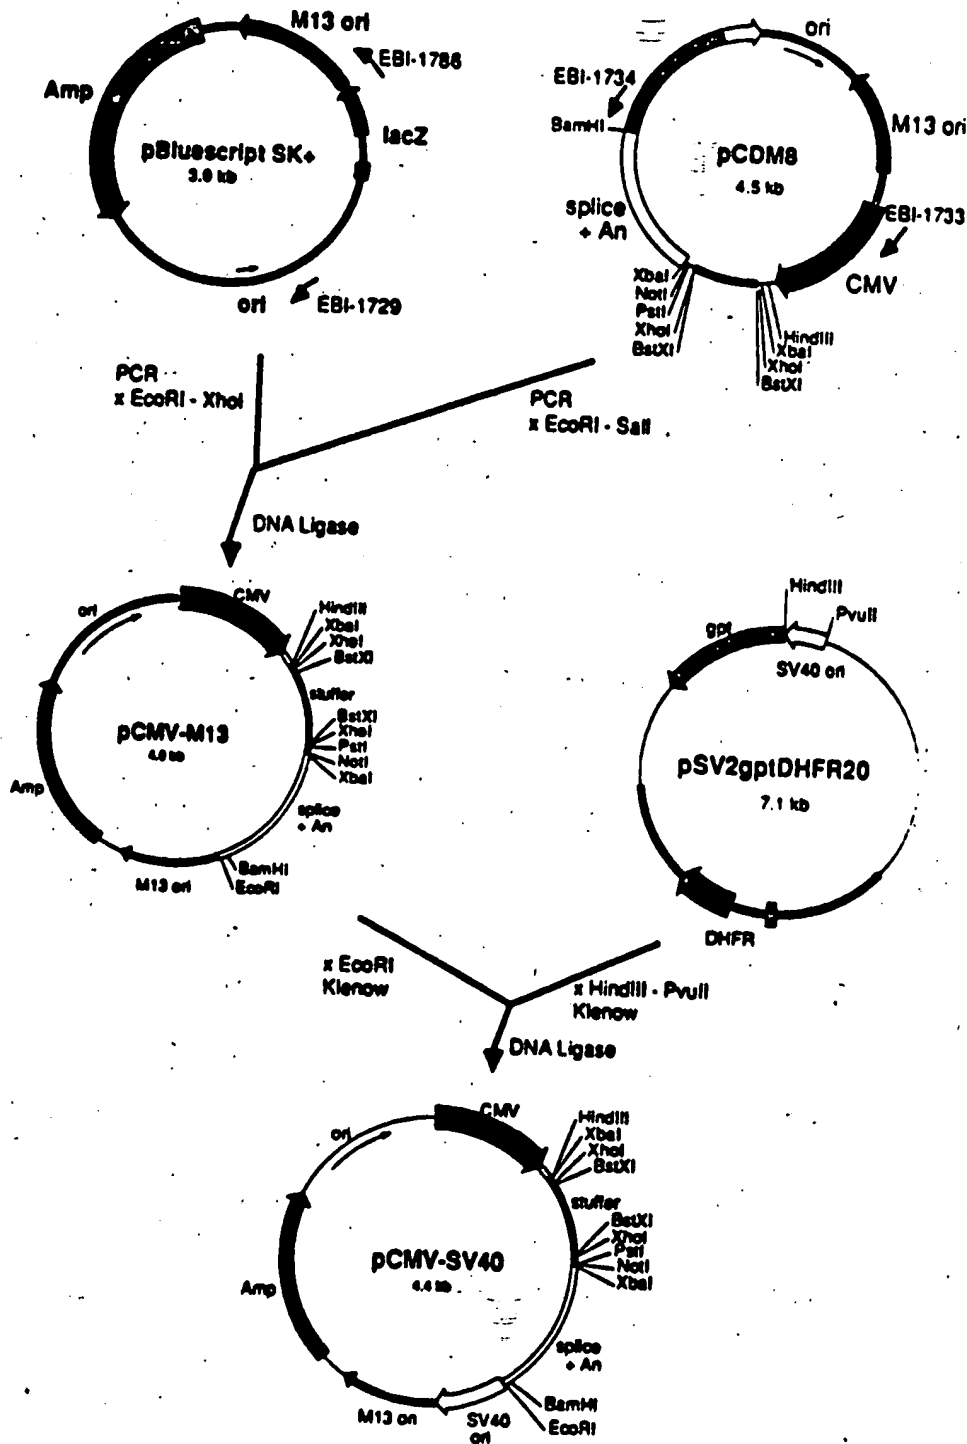 M13 ori
EBI-1786
Amp
lacZ
pBluescript SK+
3.0 kb
ori
EBI-1729
ori
EBI-1734
BamHI
M13 ori
pCDM8
4.5 kb
splice
+ An
EBI-1733
CMV
XbaI
NotI
PstI
XhoI
BstXI
HindIII
XbaI
XhoI
BstXI
PCR
x EcoRI - XhoI
PCR
x EcoRI - SalI
DNA Ligase
CMV
ori
HindIII
XbaI
XhoI
BstXI
stuffer
BstXI
XhoI
PstI
NotI
XbaI
pCMV-M13
Amp
splice
+ An
BamHI
EcoRI
M13 ori
HindIII
PvuII
gpt
SV40 ori
pSV2gptDHFR20
7.1 kb
DHFR
x EcoRI
Klenow
x HindIII - PvuII
Klenow
DNA Ligase
CMV
ori
HindIII
XbaI
XhoI
BstXI
stuffer
BstXI
XhoI
PstI
NotI
XbaI
pCMV-SV40
4.4 kb
Amp
splice
+ An
BamHI
EcoRI
M13 ori
SV40
ori